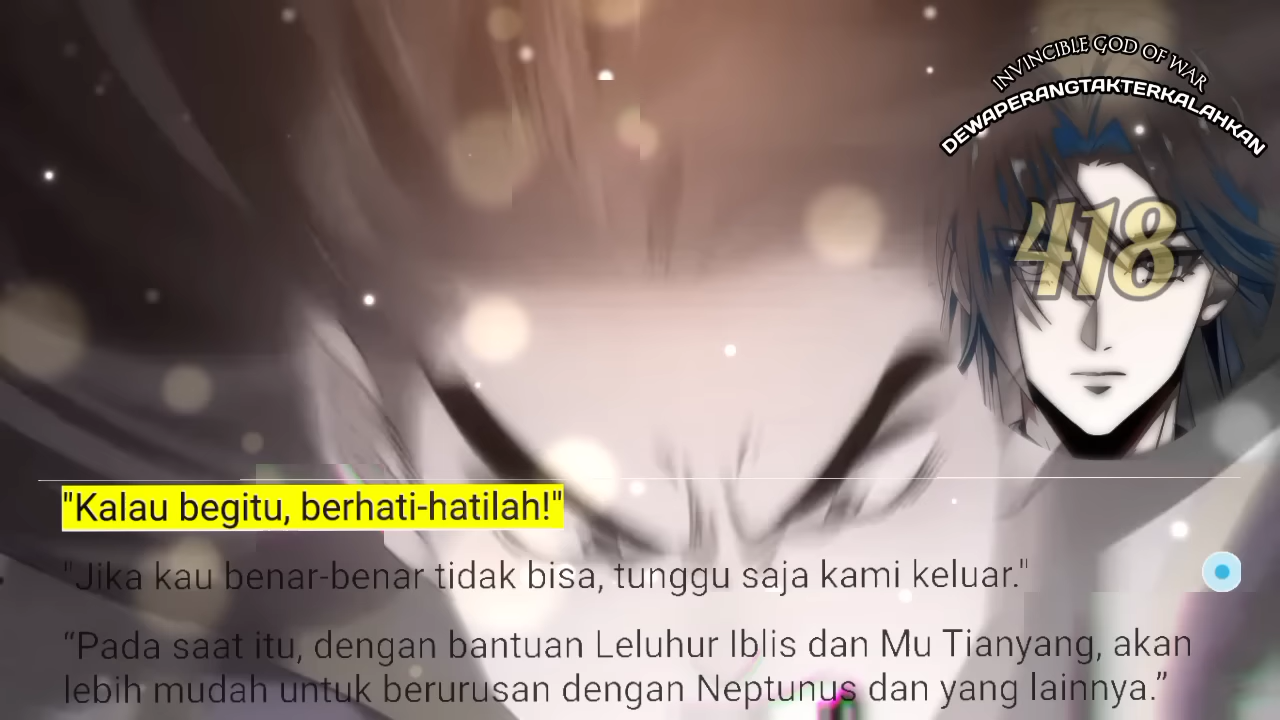 INVINCIBLE GOD OF WAR
DEWAPERANGTAKTERKALAHKAN
418
"Kalau begitu, berhati-hatilah!"
"Jika kau benar-benar tidak bisa, tunggu saja kami keluar."
“Pada saat itu, dengan bantuan Leluhur Iblis dan Mu Tianyang, akan
lebih mudah untuk berurusan dengan Neptunus dan yang lainnya.”